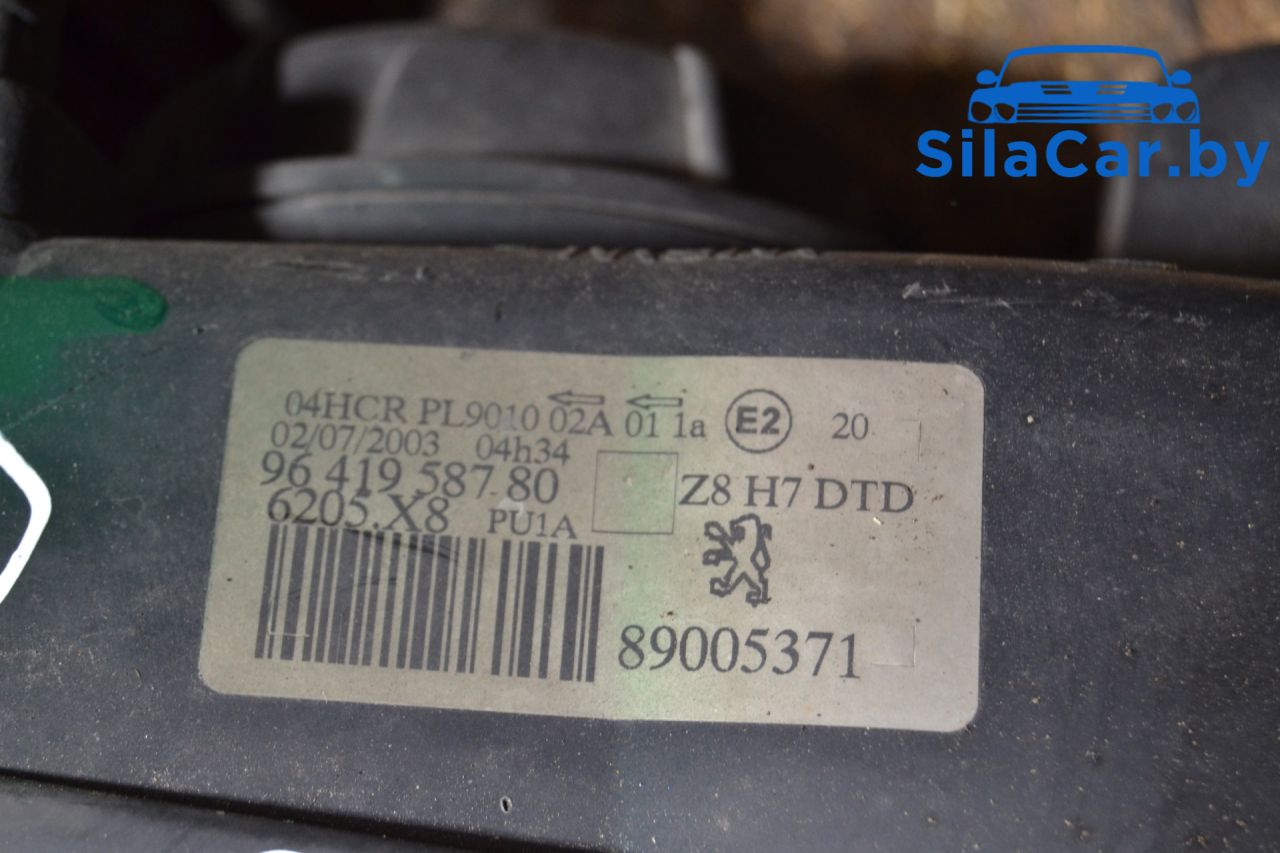 SilaCar.by
04HCR PL9010 02A 01 1a E2 20
02/07/2003 04h34
96 419 587 80
6205.X8 PU1A
Z8 H7 DTD
89005371